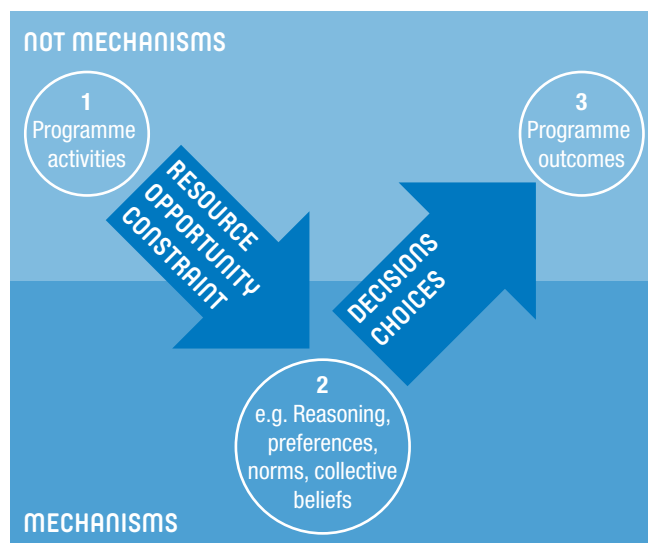 NOT MECHANISMS
1
Programme
activities
3
Programme
outcomes
RESOURCE
OPPORTUNITY
CONSTRAINT
DECISIONS
CHOICES
2
e.g. Reasoning,
preferences,
norms, collective
beliefs
MECHANISMS